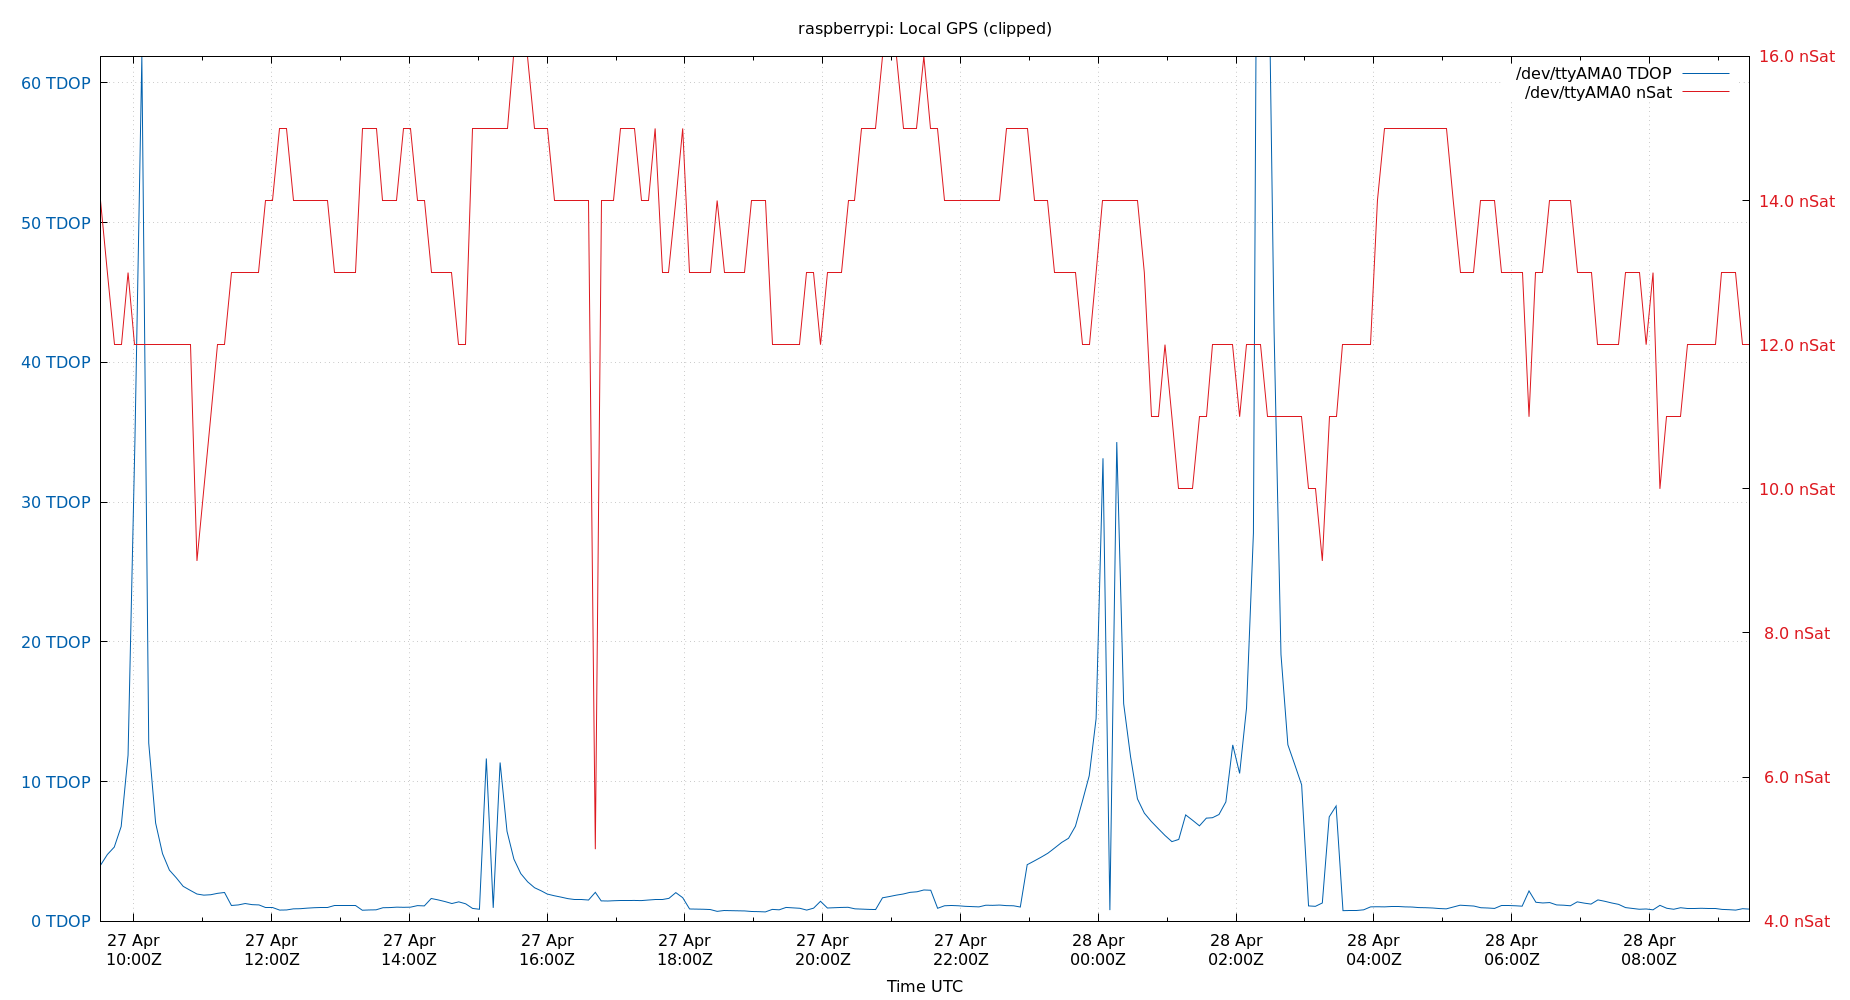 raspberrypi: Local GPS (clipped)
/dev/ttyAMA0 TDOP
/dev/ttyAMA0 nSat
60 TDOP
50 TDOP
40 TDOP
30 TDOP
20 TDOP
10 TDOP
0 TDOP
16.0 nSat
14.0 nSat
12.0 nSat
10.0 nSat
8.0 nSat
6.0 nSat
4.0 nSat
27 Apr
10:00Z
27 Apr
12:00Z
27 Apr
14:00Z
27 Apr
16:00Z
27 Apr
18:00Z
27 Apr
20:00Z
27 Apr
22:00Z
28 Apr
00:00Z
28 Apr
02:00Z
28 Apr
04:00Z
28 Apr
06:00Z
28 Apr
08:00Z
Time UTC